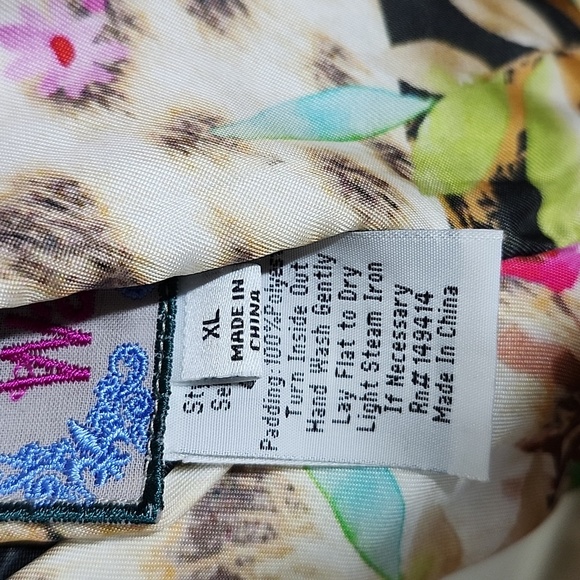 XL
MADE IN
CHINA
Padding:100%
Turn Inside Out
Hand Wash Gently
Lay Flat to Dry
Light Steam Iron
If Necessary
Rn# 149414
Made In China